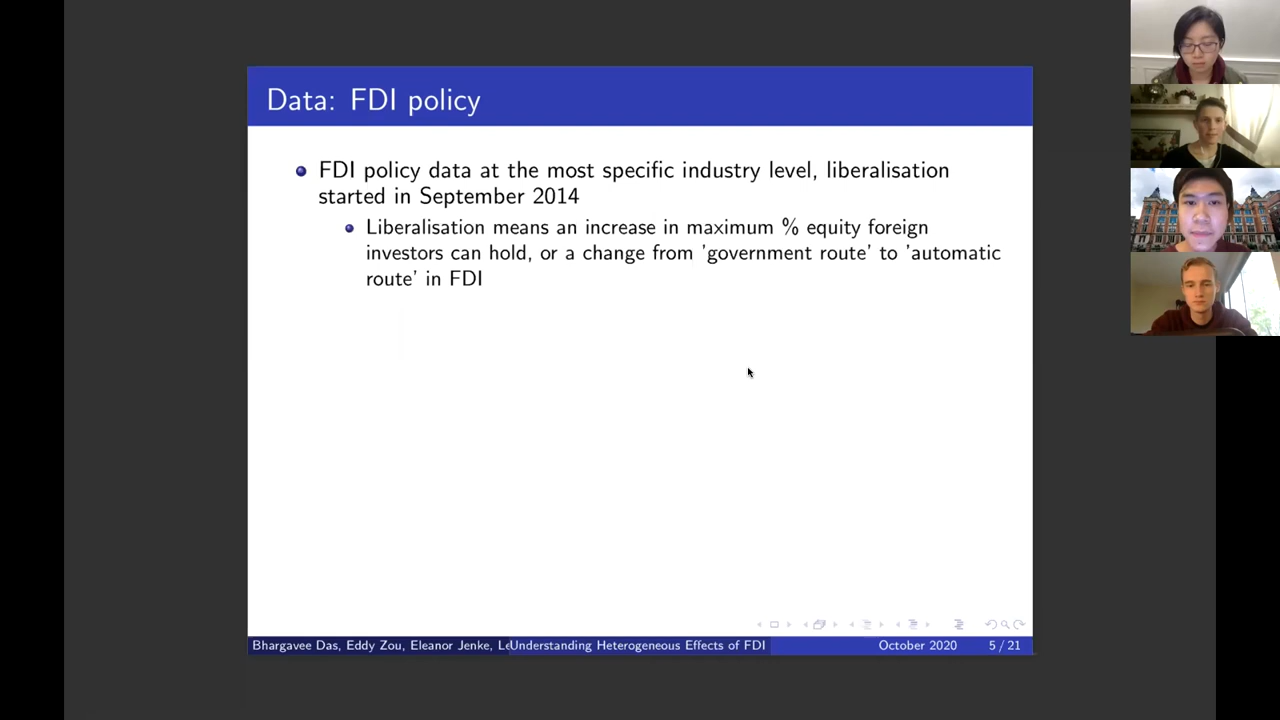 Data: FDI policy
FDI policy data at the most specific industry level, liberalisation
started in September 2014
Liberalisation means an increase in maximum % equity foreign
investors can hold, or a change from 'government route' to 'automatic
route' in FDI
Bhargavee Das, Eddy Zou, Eleanor Jenke, Le Understanding Heterogeneous Effects of FDI October 2020 5 / 21